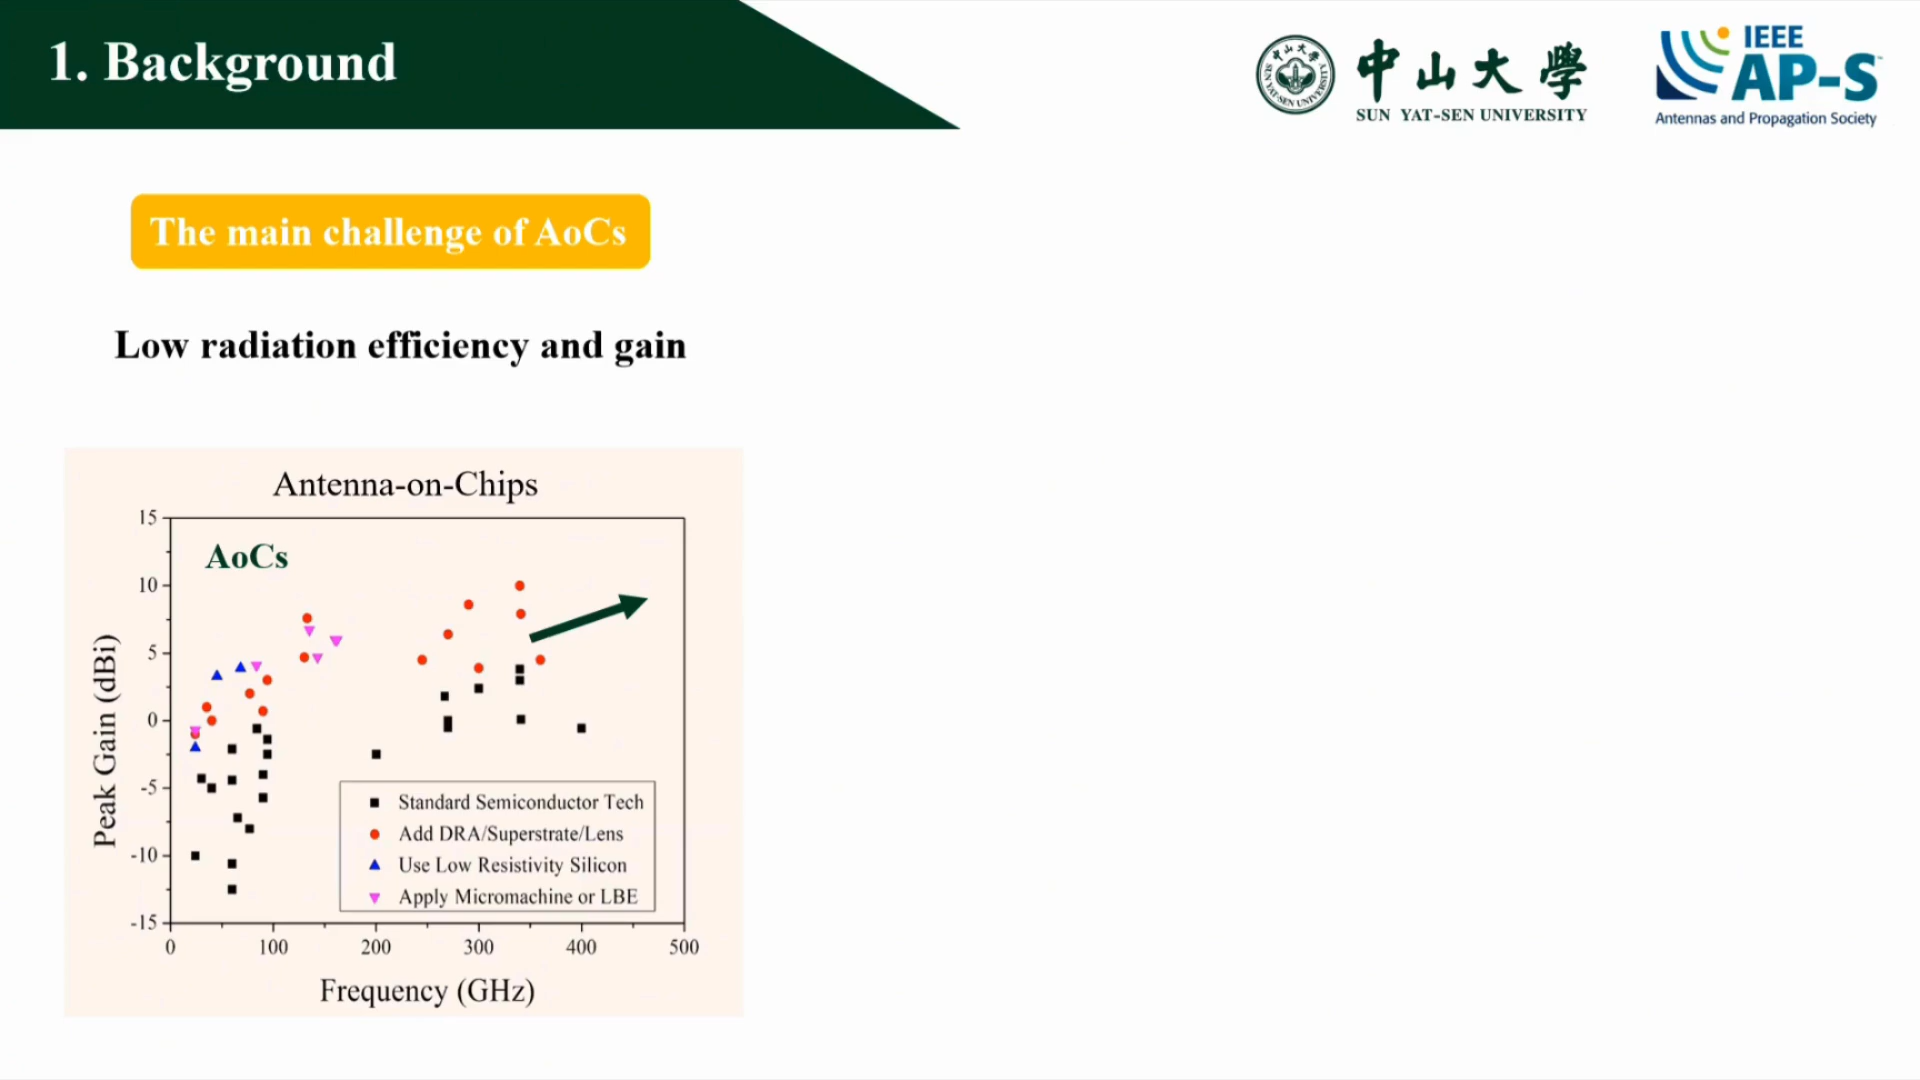 1. Background
中山大學
SUN YAT-SEN UNIVERSITY
IEEE
AP-S
Antennas and Propagation Society
The main challenge of AoCs
Low radiation efficiency and gain
Antenna-on-Chips
AoCs
15
10
5
0
-5
-10
-15
Peak Gain (dBi)
Standard Semiconductor Tech
Add DRA/Superstrate/Lens
Use Low Resistivity Silicon
Apply Micromachine or LBE
0 100 200 300 400 500
Frequency (GHz)